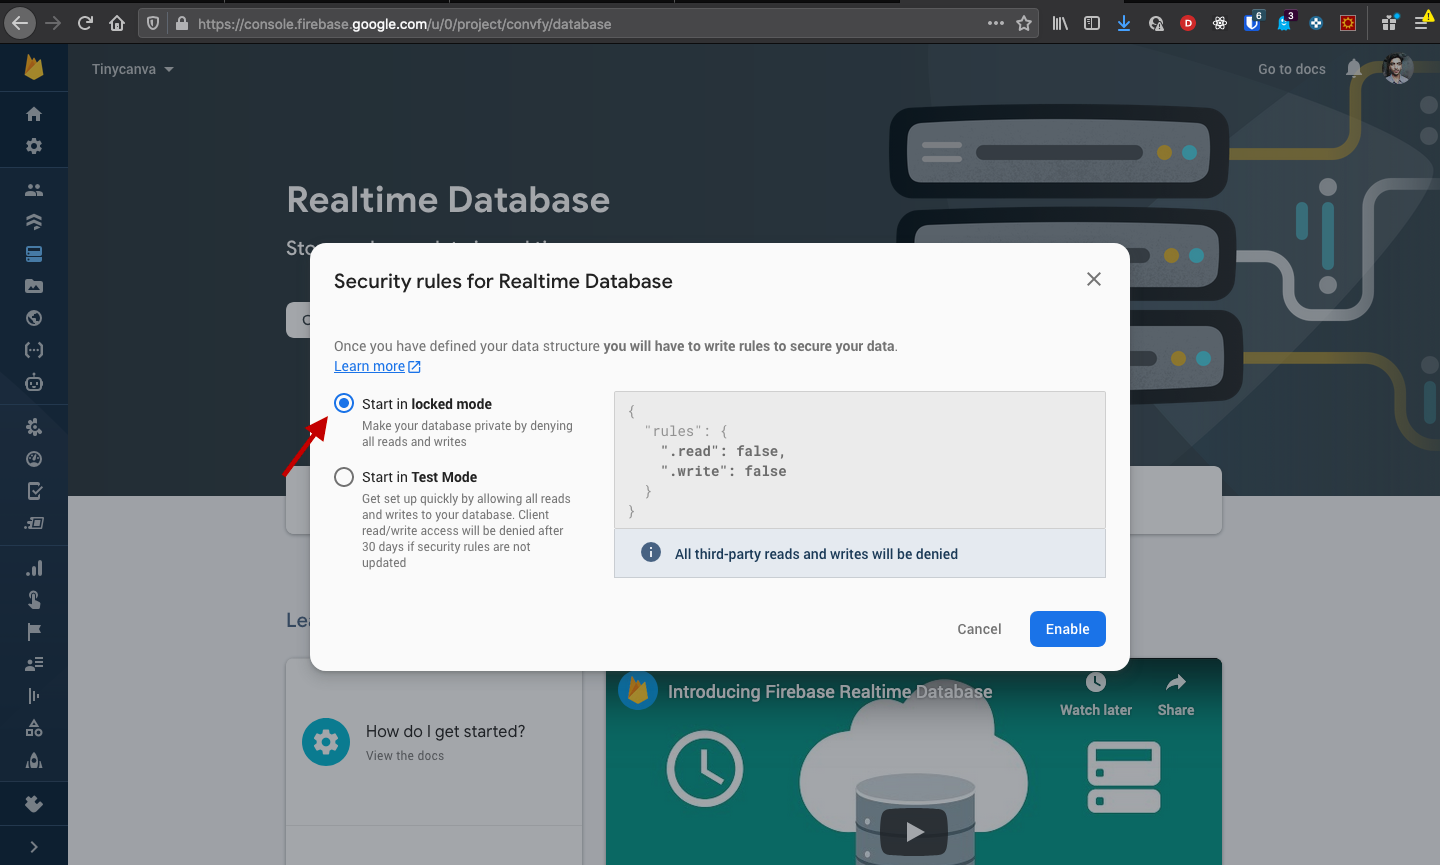 https://console.firebase.google.com/u/0/project/convfy/database
D
6
3
Tinycanva
Go to docs
Realtime Database
Security rules for Realtime Database
Once you have defined your data structure you will have to write rules to secure your data.
Learn more
Start in locked mode
Make your database private by denying
all reads and writes
Start in Test Mode
Get set up quickly by allowing all reads
and writes to your database. Client
read/write access will be denied after
30 days if security rules are not
updated
{
"rules": {
".read": false,
".write": false
}
}
All third-party reads and writes will be denied
Cancel
Enable
How do I get started?
View the docs
Introducing Firebase Realtime Database
Watch later
Share